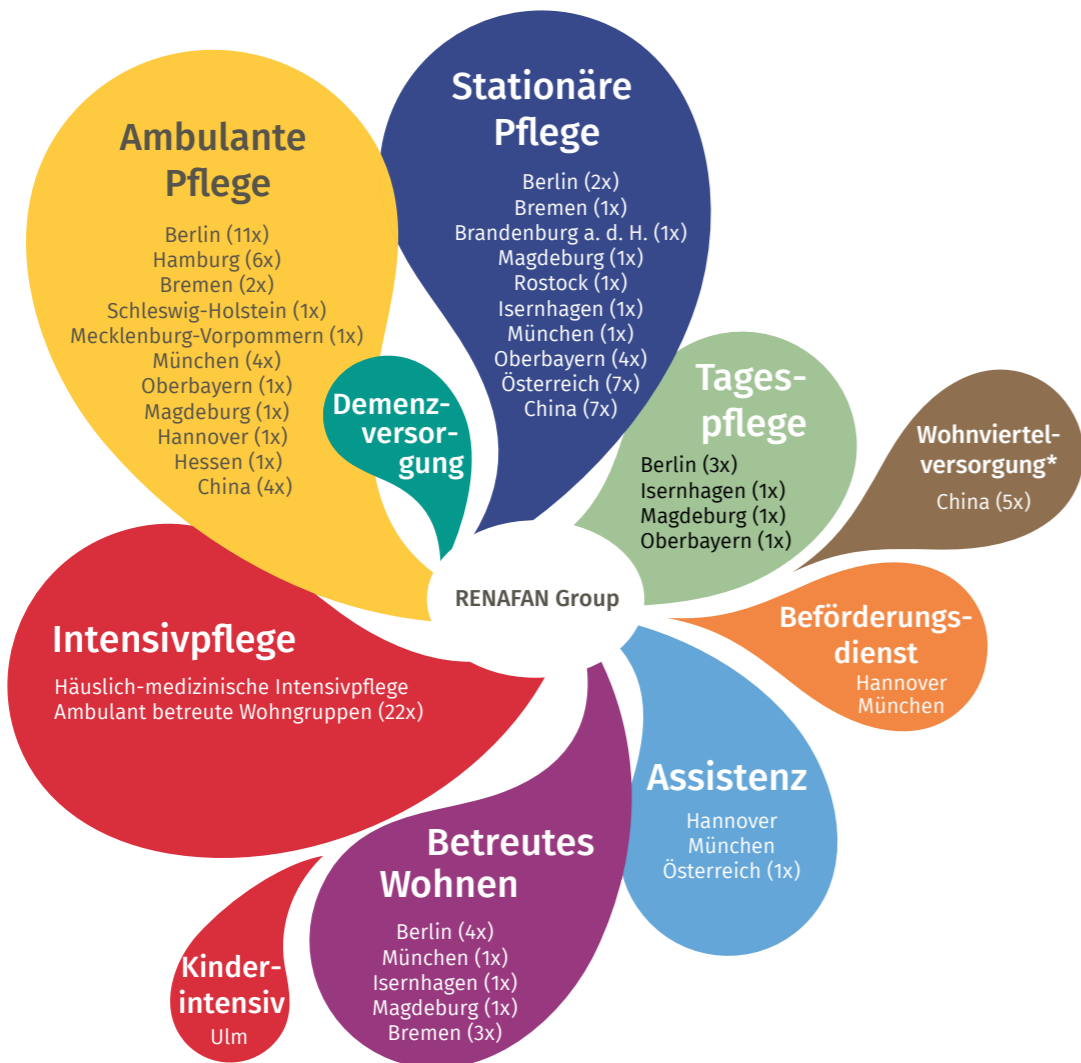 Ambulante
Pflege
Berlin (11x)
Hamburg (6x)
Bremen (2x)
Schleswig-Holstein (1x)
Mecklenburg-Vorpommern (1x)
München (4x)
Oberbayern (1x)
Magdeburg (1x)
Hannover (1x)
Hessen (1x)
China (4x)
Stationäre
Pflege
Berlin (2x)
Bremen (1x)
Brandenburg a. d. H. (1x)
Magdeburg (1x)
Rostock (1x)
Isernhagen (1x)
München (1x)
Oberbayern (4x)
Österreich (7x)
China (7x)
Demenz-
versor-
gung
Tages-
pflege
Berlin (3x)
Isernhagen (1x)
Magdeburg (1x)
Oberbayern (1x)
Wohnviertel-
versorgung*
China (5x)
RENAFAN Group
Beförderungs-
dienst
Hannover
München
Intensivpflege
Häuslich-medizinische Intensivpflege
Ambulant betreute Wohngruppen (22x)
Assistenz
Hannover
München
Österreich (1x)
Betreutes
Wohnen
Berlin (4x)
München (1x)
Isernhagen (1x)
Magdeburg (1x)
Bremen (3x)
Kinder-
intensiv
Ulm